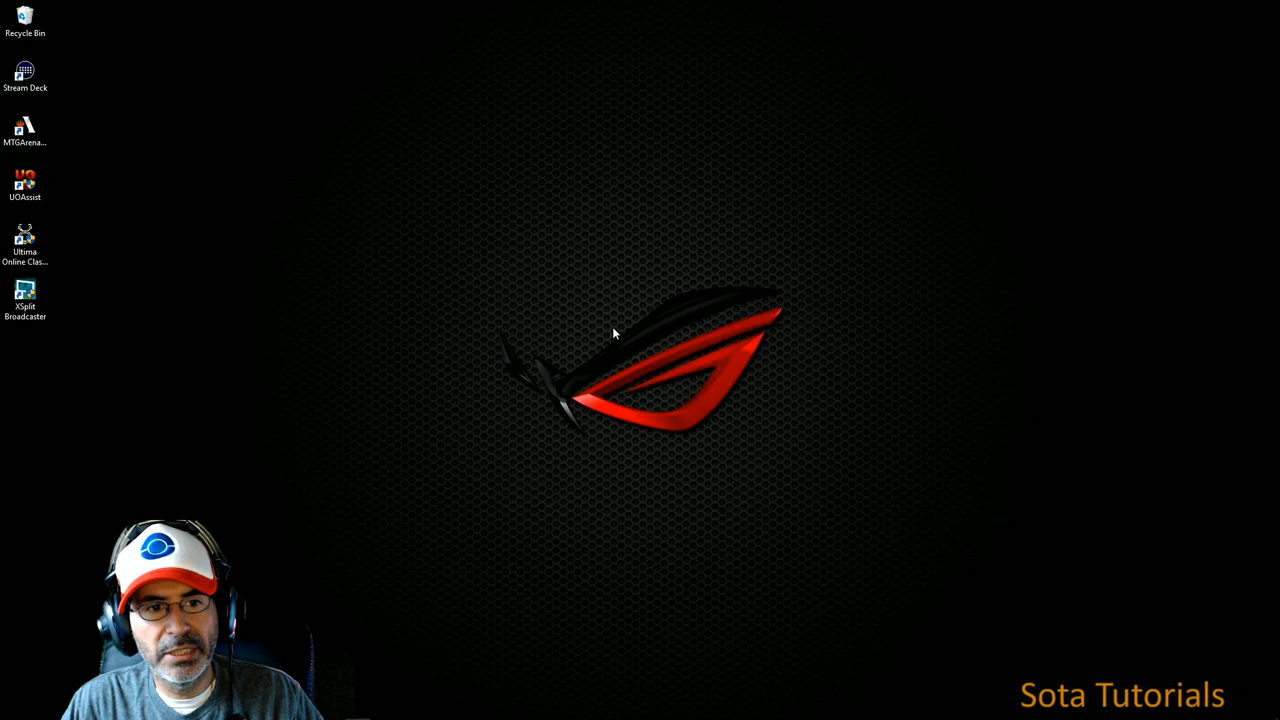 Recycle Bin
Stream Deck
MTGArena...
UOAssist
Ultima
Online Clas...
XSplit
Broadcaster
Sota Tutorials